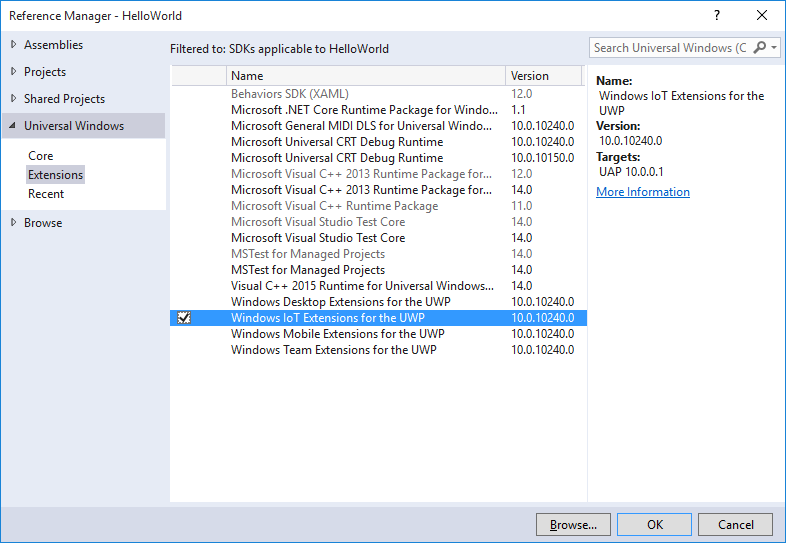 Reference Manager - HelloWorld
?
Assemblies
Projects
Shared Projects
Universal Windows
Core
Extensions
Recent
Browse
Filtered to: SDKs applicable to HelloWorld
Search Universal Windows (C
Name Version
Behaviors SDK (XAML) 12.0
Microsoft .NET Core Runtime Package for Windo... 1.1
Microsoft General MIDI DLS for Universal Windo... 10.0.10240.0
Microsoft Universal CRT Debug Runtime 10.0.10240.0
Microsoft Universal CRT Debug Runtime 10.0.10150.0
Microsoft Visual C++ 2013 Runtime Package for... 12.0
Microsoft Visual C++ 2013 Runtime Package for... 14.0
Microsoft Visual C++ Runtime Package 11.0
Microsoft Visual Studio Test Core 14.0
Microsoft Visual Studio Test Core 14.0
MSTest for Managed Projects 14.0
MSTest for Managed Projects 14.0
Visual C++ 2015 Runtime for Universal Windows... 14.0
Windows Desktop Extensions for the UWP 10.0.10240.0
Windows IoT Extensions for the UWP 10.0.10240.0
Windows Mobile Extensions for the UWP 10.0.10240.0
Windows Team Extensions for the UWP 10.0.10240.0
Name:
Windows IoT Extensions for the
UWP
Version:
10.0.10240.0
Targets:
UAP 10.0.0.1
More Information
Browse...
OK
Cancel